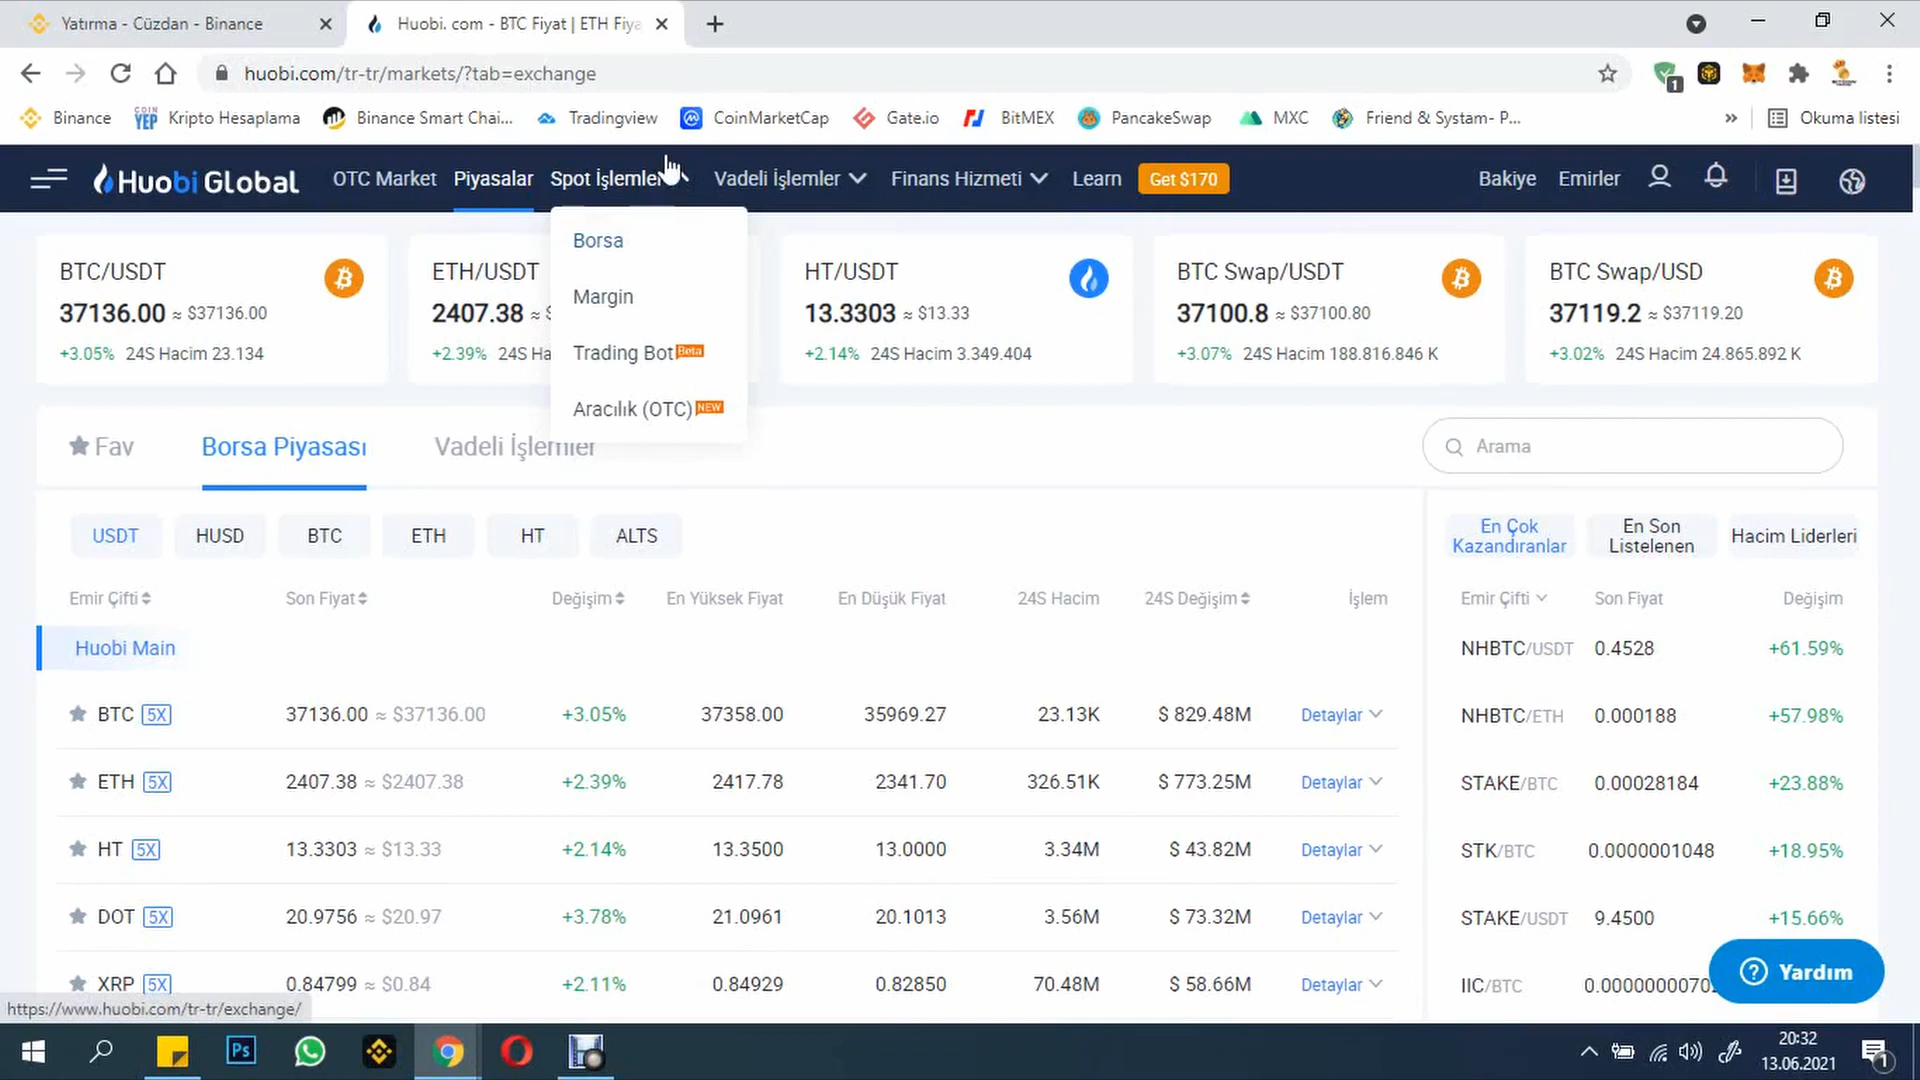 Yatırma - Cüzdan - Binance
Huobi. com - BTC Fiyat | ETH Fiya
huobi.com/tr-tr/markets/?tab=exchange
1
Binance
COIN YEP
Kripto Hesaplama
Binance Smart Chai...
Tradingview
CoinMarketCap
Gate.io
BitMEX
PancakeSwap
MXC
Friend & Systam- P...
»
Okuma listesi
Huobi Global
OTC Market
Piyasalar
Spot İşlemler
Vadeli İşlemler
Finans Hizmeti
Learn
Get $170
Bakiye
Emirler
Borsa
Margin
Trading Bot Beta
Aracılık (OTC) NEW
BTC/USDT
37136.00 ≈ $37136.00
+3.05% 24S Hacim 23.134
ETH/USDT
2407.38 ≈ $
+2.39% 24S Ha
HT/USDT
13.3303 ≈ $13.33
+2.14% 24S Hacim 3.349.404
BTC Swap/USDT
37100.8 ≈ $37100.80
+3.07% 24S Hacim 188.816.846 K
BTC Swap/USD
37119.2 ≈ $37119.20
+3.02% 24S Hacim 24.865.892 K
Fav
Borsa Piyasası
Vadeli İşlemler
Arama
USDT HUSD BTC ETH HT ALTS
Emir Çifti Son Fiyat Değişim En Yüksek Fiyat En Düşük Fiyat 24S Hacim 24S Değişim İşlem
Huobi Main
BTC 5X 37136.00 ≈ $37136.00 +3.05% 37358.00 35969.27 23.13K $ 829.48M Detaylar
ETH 5X 2407.38 ≈ $2407.38 +2.39% 2417.78 2341.70 326.51K $ 773.25M Detaylar
HT 5X 13.3303 ≈ $13.33 +2.14% 13.3500 13.0000 3.34M $ 43.82M Detaylar
DOT 5X 20.9756 ≈ $20.97 +3.78% 21.0961 20.1013 3.56M $ 73.32M Detaylar
XRP 5X 0.84799 ≈ $0.84 +2.11% 0.84929 0.82850 70.48M $ 58.66M Detaylar
En Çok Kazandıranlar
En Son Listelenen
Hacim Liderleri
Emir Çifti Son Fiyat Değişim
NHBTC/USDT 0.4528 +61.59%
NHBTC/ETH 0.000188 +57.98%
STAKE/BTC 0.00028184 +23.88%
STK/BTC 0.0000001048 +18.95%
STAKE/USDT 9.4500 +15.66%
IIC/BTC 0.0000000070
Yardım
https://www.huobi.com/tr-tr/exchange/
Ps
20:32
13.06.2021
1